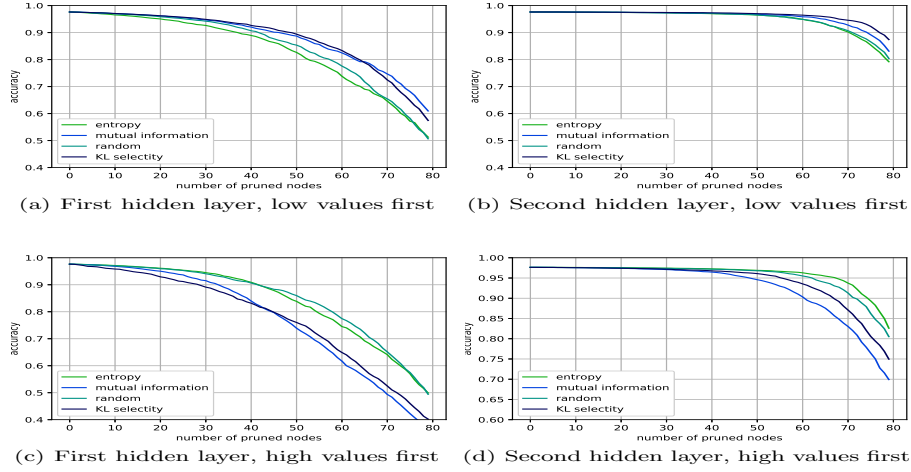 1.0
0.9
0.8
0.7
0.6
0.5
0.4
accuracy
entropy
mutual information
random
KL selectity
0 10 20 30 40 50 60 70 80
number of pruned nodes
(a) First hidden layer, low values first
1.0
0.9
0.8
0.7
0.6
0.5
0.4
accuracy
entropy
mutual information
random
KL selectity
0 10 20 30 40 50 60 70 80
number of pruned nodes
(b) Second hidden layer, low values first
1.0
0.9
0.8
0.7
0.6
0.5
0.4
accuracy
entropy
mutual information
random
KL selectity
0 10 20 30 40 50 60 70 80
number of pruned nodes
(c) First hidden layer, high values first
1.00
0.95
0.90
0.85
0.80
0.75
0.70
0.65
0.60
accuracy
entropy
mutual information
random
KL selectity
0 10 20 30 40 50 60 70 80
number of pruned nodes
(d) Second hidden layer, high values first